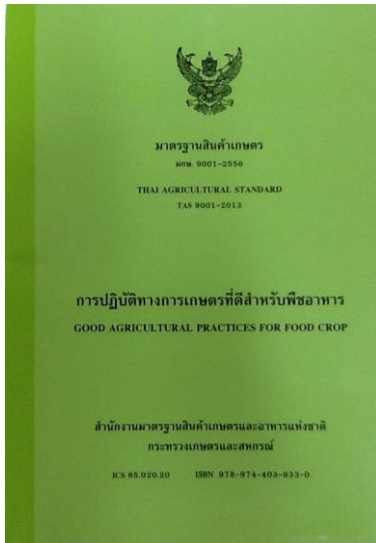 มาตรฐานสินค้าเกษตร
มกษ. 9001-2556
THAI AGRICULTURAL STANDARD
TAS 9001-2013
การปฏิบัติทางการเกษตรที่ดีสำหรับพืชอาหาร
GOOD AGRICULTURAL PRACTICES FOR FOOD CROP
สำนักงานมาตรฐานสินค้าเกษตรและอาหารแห่งชาติ
กระทรวงเกษตรและสหกรณ์
ICS 65.020.20 ISBN 978-974-403-933-0